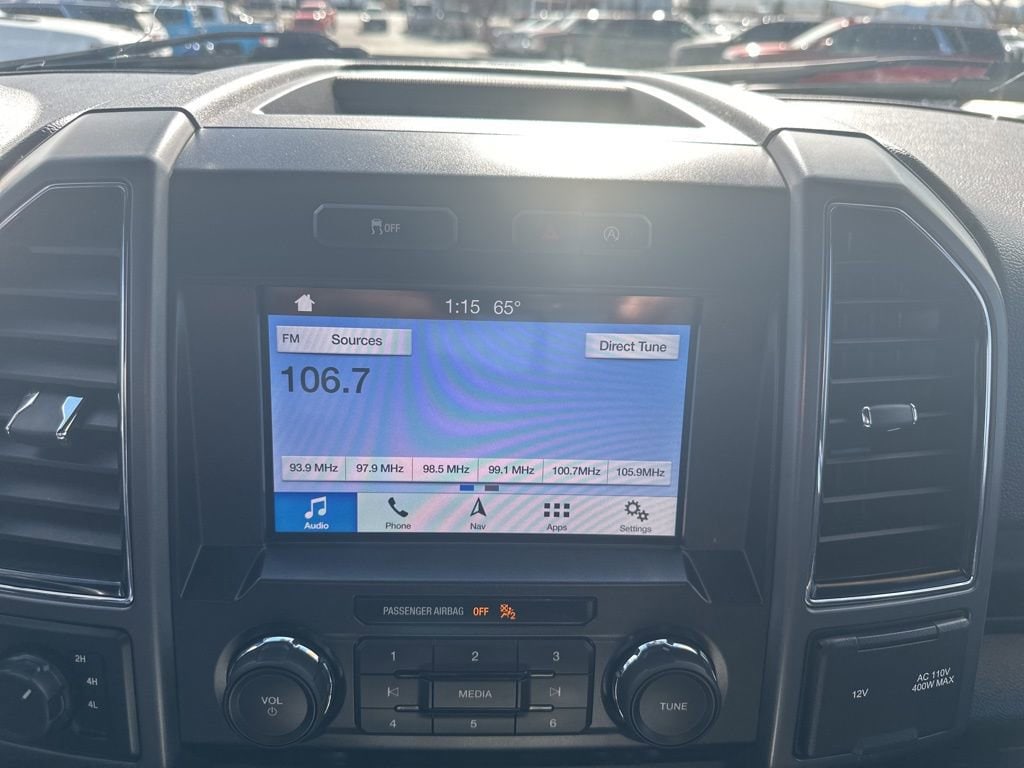 OFF
1:15 65°
FM Sources
Direct Tune
106.7
93.9 MHz 97.9 MHz 98.5 MHz 99.1 MHz 100.7MHz 105.9MHz
Audio Phone Nav Apps Settings
PASSENGER AIRBAG OFF 2
1 2 3
MEDIA
4 5 6
VOL
TUNE
2H
4H
4L
12V
AC 110V
400W MAX